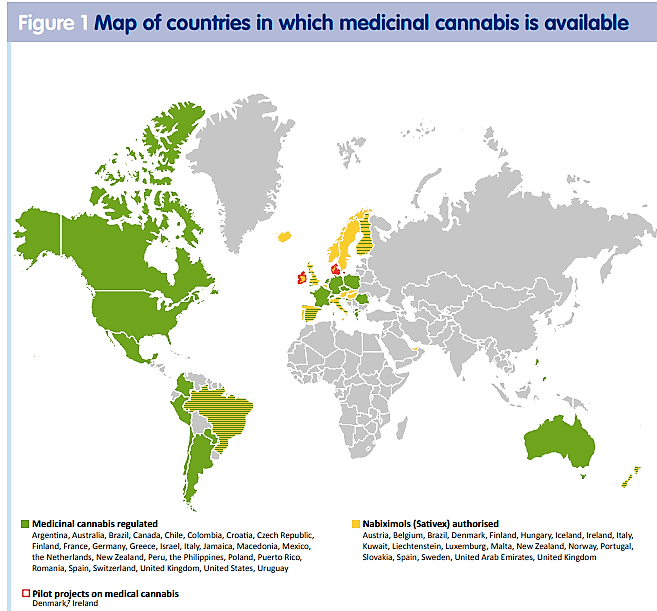 Figure 1 Map of countries in which medicinal cannabis is available
Medicinal cannabis regulated
Argentina, Australia, Brazil, Canada, Chile, Colombia, Croatia, Czech Republic,
Finland, France, Germany, Greece, Israel, Italy, Jamaica, Macedonia, Mexico,
the Netherlands, New Zealand, Peru, the Philippines, Poland, Puerto Rico,
Romania, Spain, Switzerland, United Kingdom, United States, Uruguay
Nabiximols (Sativex) authorised
Austria, Belgium, Brazil, Denmark, Finland, Hungary, Iceland, Ireland, Italy,
Kuwait, Liechtenstein, Luxemburg, Malta, New Zealand, Norway, Portugal,
Slovakia, Spain, Sweden, United Arab Emirates, United Kingdom
Pilot projects on medical cannabis
Denmark,⁷ Ireland